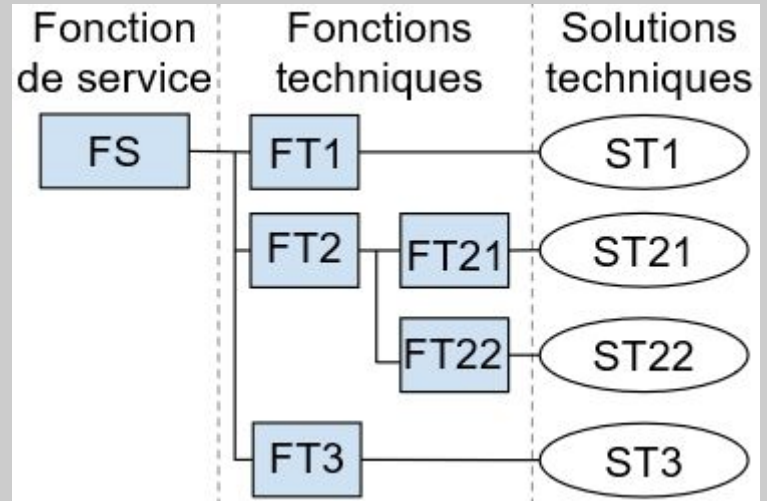 Fonction
de service
Fonctions
techniques
Solutions
techniques
FS
FT1
ST1
FT2
FT21
ST21
FT22
ST22
FT3
ST3